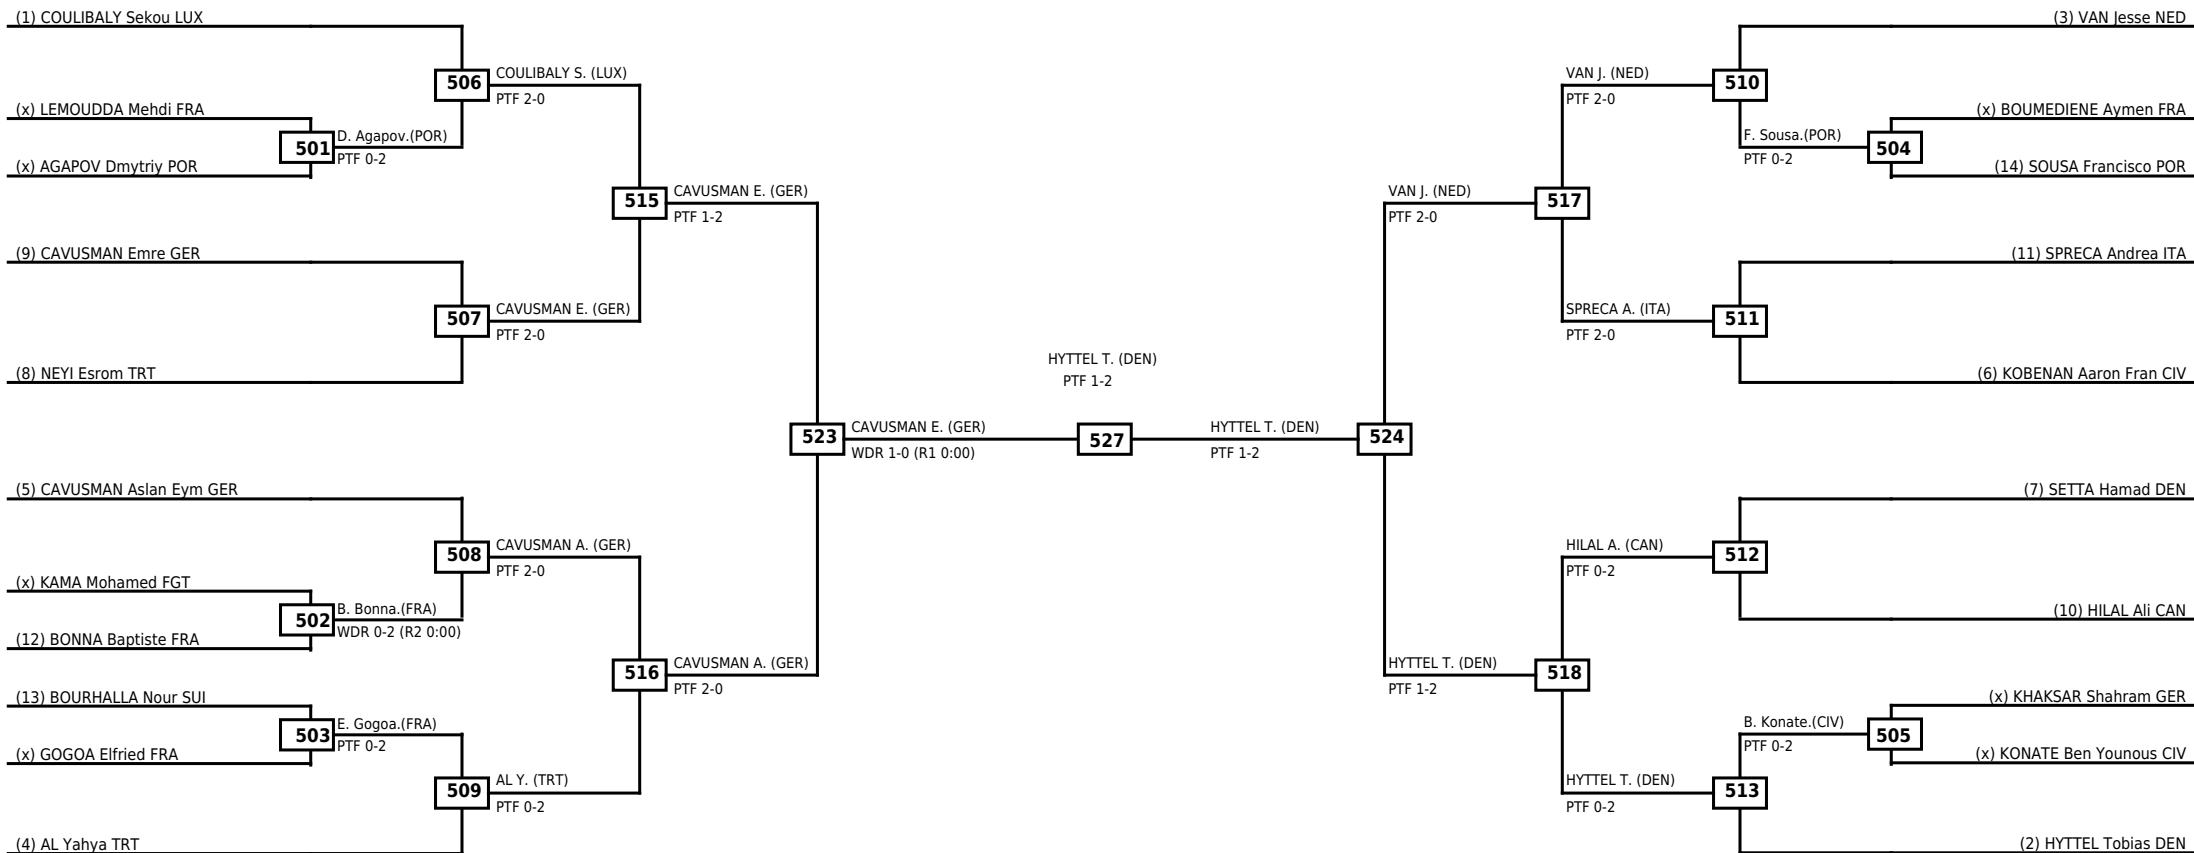 (1) COULIBALY Sekou LUX
(x) LEMOUDDA Mehdi FRA
(x) AGAPOV Dmytriy POR
(9) CAVUSMAN Emre GER
(8) NEYI Esrom TRT
(5) CAVUSMAN Aslan Eym GER
(x) KAMA Mohamed FGT
(12) BONNA Baptiste FRA
(13) BOURHALLA Nour SUI
(x) GOGOA Elfried FRA
(4) AL Yahya TRT
501
D. Agapov.(POR)
PTF 0-2
502
B. Bonna.(FRA)
WDR 0-2 (R2 0:00)
503
E. Gogoa.(FRA)
PTF 0-2
506
COULIBALY S. (LUX)
PTF 2-0
507
CAVUSMAN E. (GER)
PTF 2-0
508
CAVUSMAN A. (GER)
PTF 2-0
509
AL Y. (TRT)
PTF 0-2
515
CAVUSMAN E. (GER)
PTF 1-2
516
CAVUSMAN A. (GER)
PTF 2-0
523
CAVUSMAN E. (GER)
WDR 1-0 (R1 0:00)
HYTTEL T. (DEN)
PTF 1-2
527
HYTTEL T. (DEN)
PTF 1-2
524
VAN J. (NED)
PTF 2-0
517
HYTTEL T. (DEN)
PTF 1-2
518
VAN J. (NED)
PTF 2-0
510
SPRECA A. (ITA)
PTF 2-0
511
HILAL A. (CAN)
PTF 0-2
512
HYTTEL T. (DEN)
PTF 0-2
513
F. Sousa.(POR)
PTF 0-2
504
B. Konate.(CIV)
PTF 0-2
505
(3) VAN Jesse NED
(x) BOUMEDIENE Aymen FRA
(14) SOUSA Francisco POR
(11) SPRECA Andrea ITA
(6) KOBENAN Aaron Fran CIV
(7) SETTA Hamad DEN
(10) HILAL Ali CAN
(x) KHAKSAR Shahram GER
(x) KONATE Ben Younous CIV
(2) HYTTEL Tobias DEN